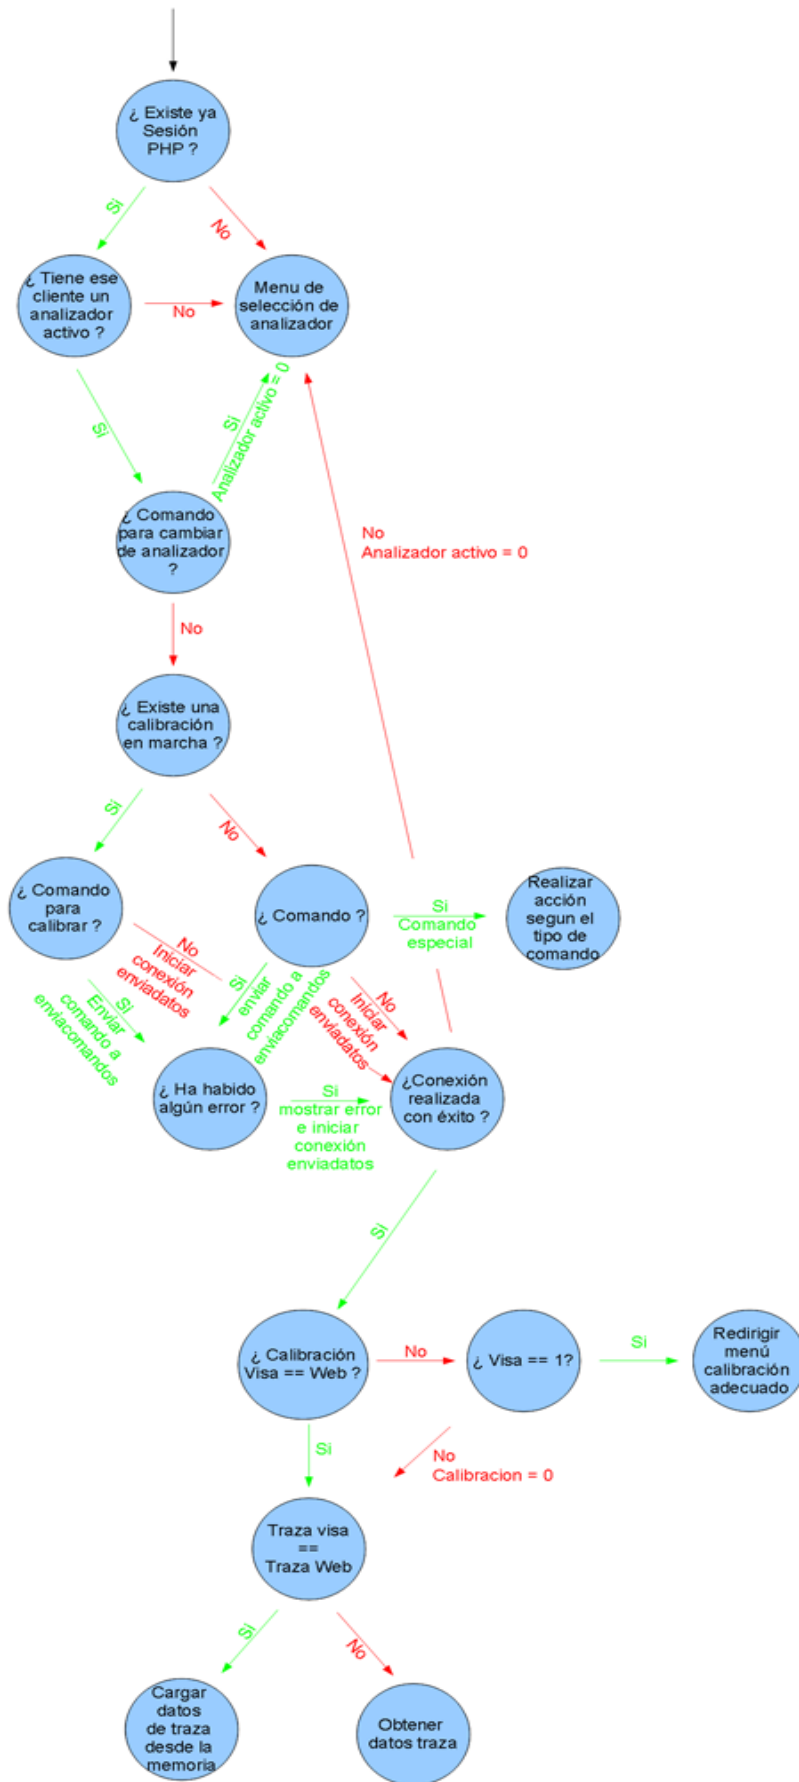 ¿ Existe ya
Sesión
PHP ?
Si
No
¿ Tiene ese
cliente un
analizador
activo ?
No
Menu de
selección de
analizador
Si
Si
Analizador activo = 0
¿ Comando
para cambiar
de analizador
?
No
Analizador activo = 0
No
¿ Existe una
calibración
en marcha ?
Si
No
¿ Comando
para
calibrar ?
¿ Comando ?
Si
Comando
especial
Realizar
acción
segun el
tipo de
comando
No
Iniciar
conexión
enviadatos
Si
Enviar
comando a
enviacomandos
Si
enviar
comando a
enviacomandos
No
Iniciar
conexión
enviadatos
¿ Ha habido
algún error ?
Si
mostrar error
e iniciar
conexión
enviadatos
¿Conexión
realizada
con éxito ?
Si
¿ Calibración
Visa == Web ?
No
¿ Visa == 1?
Si
Redirigir
menú
calibración
adecuado
Si
No
Calibracion = 0
Traza visa
==
Traza Web
Si
No
Cargar
datos
de traza
desde la
memoria
Obtener
datos traza